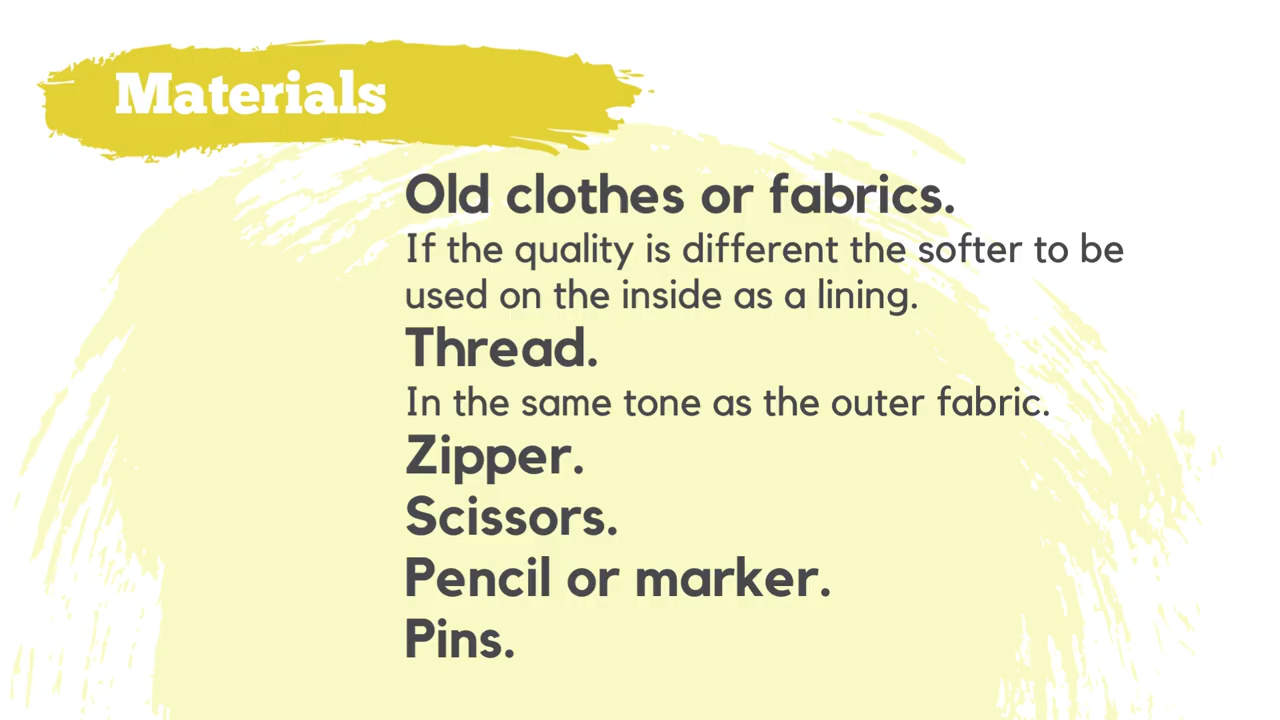 Materials
Old clothes or fabrics.
If the quality is different the softer to be
used on the inside as a lining.
Thread.
In the same tone as the outer fabric.
Zipper.
Scissors.
Pencil or marker.
Pins.